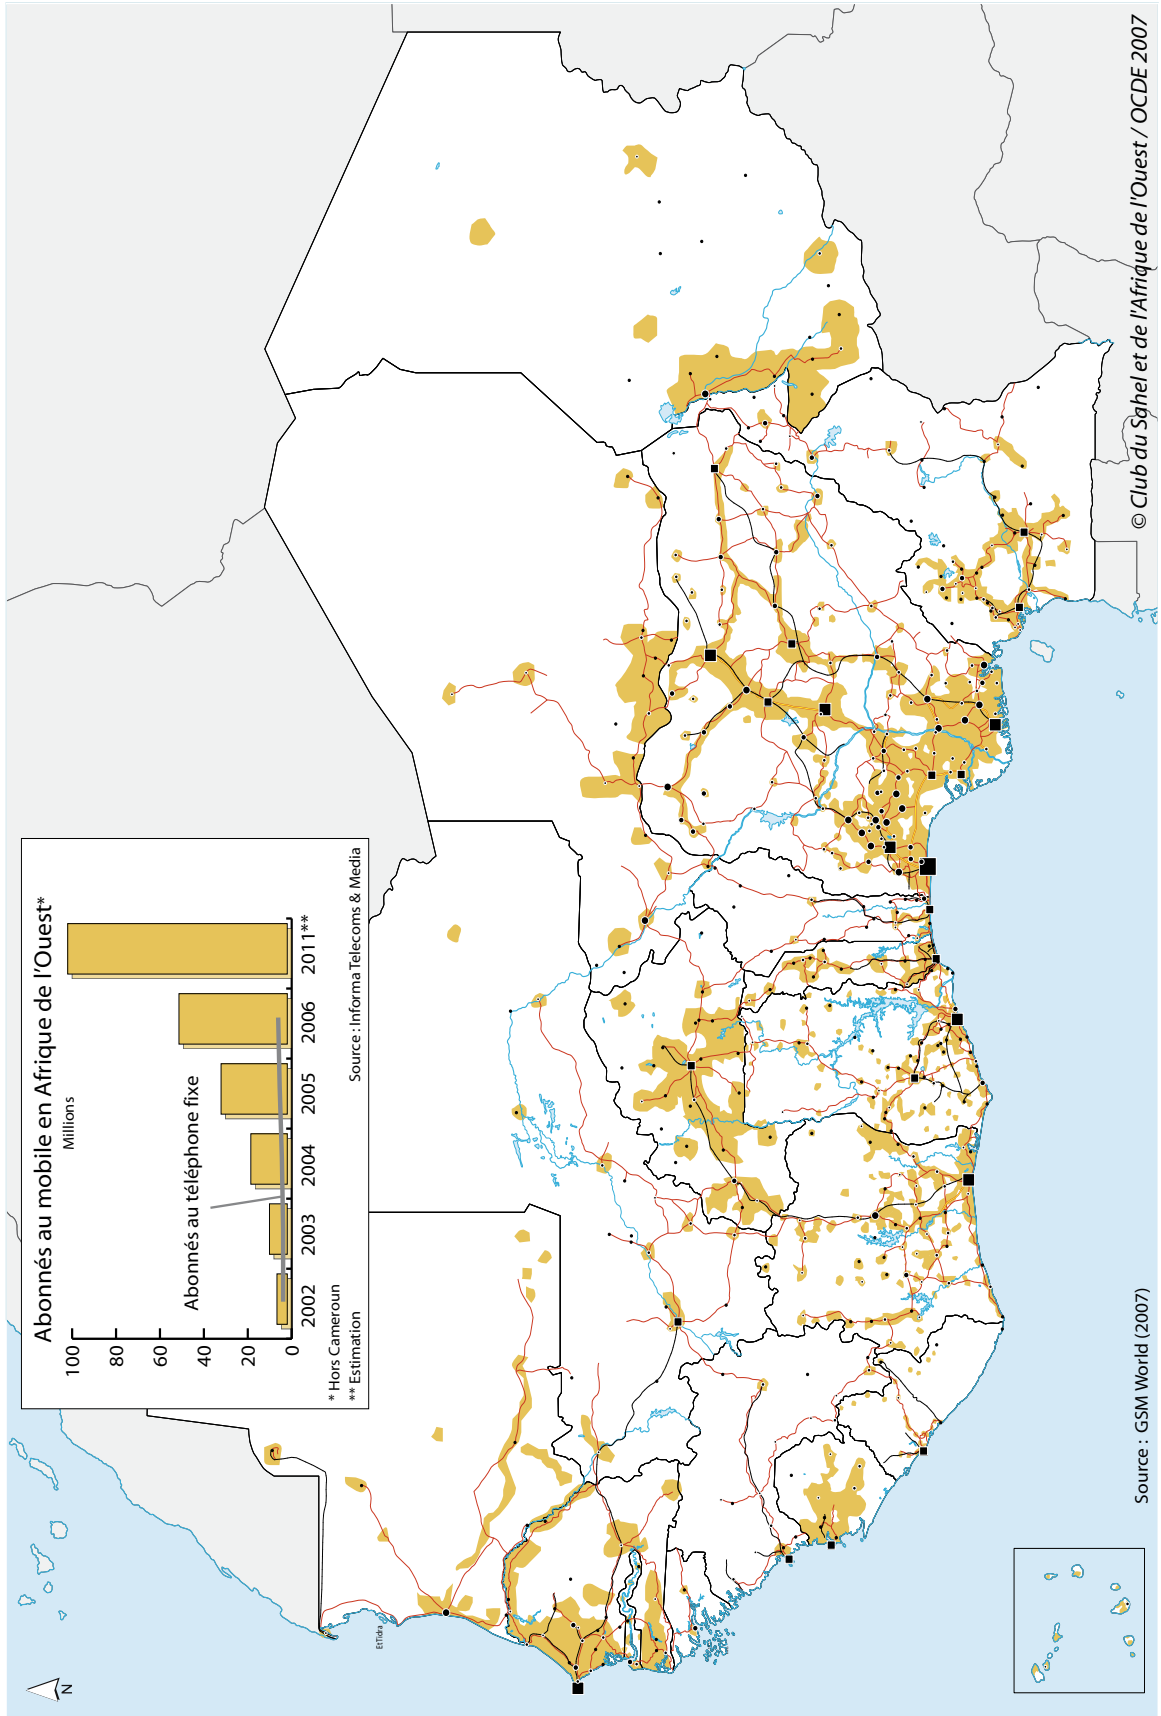 Abonnés au mobile en Afrique de l'Ouest*
Millions
100
80
60
40
20
0
Abonnés au téléphone fixe
2002 2003 2004 2005 2006 2011**
* Hors Cameroun
** Estimation
Source : Informa Telecoms & Media
N
EtTidra
Source : GSM World (2007)
© Club du Sahel et de l'Afrique de l'Ouest / OCDE 2007